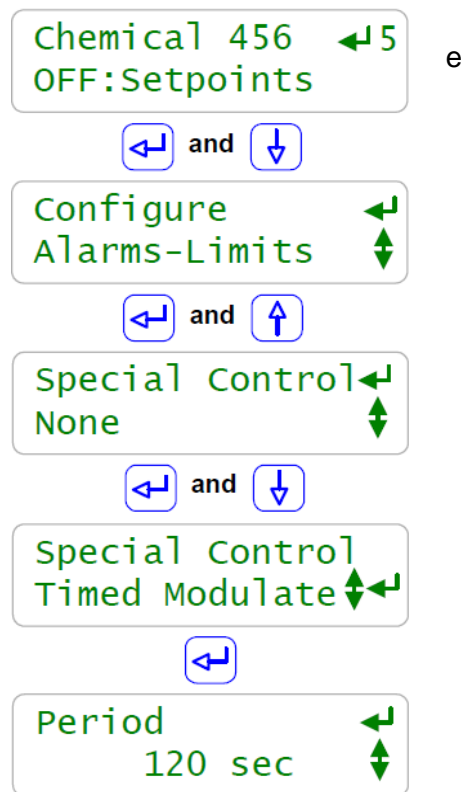 Chemical 456 5
e
OFF:Setpoints
and
Configure
Alarms-Limits
and
Special Control
None
and
Special Control
Timed Modulate
Period
120 sec